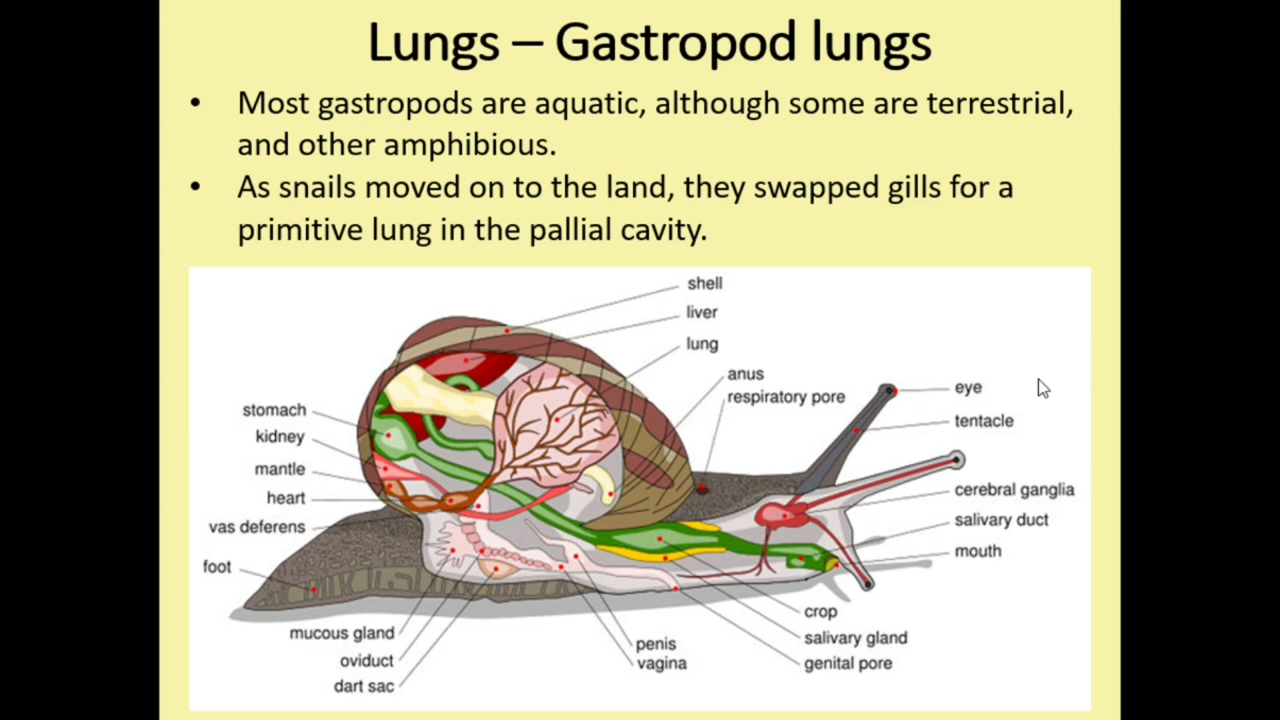 Lungs – Gastropod lungs
• Most gastropods are aquatic, although some are terrestrial,
and other amphibious.
• As snails moved on to the land, they swapped gills for a
primitive lung in the pallial cavity.
shell
liver
lung
anus
respiratory pore
eye
tentacle
cerebral ganglia
salivary duct
mouth
stomach
kidney
mantle
heart
vas deferens
foot
mucous gland
oviduct
dart sac
penis
vagina
crop
salivary gland
genital pore